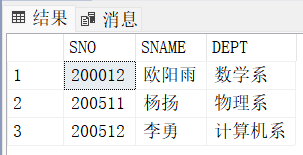 结果 消息
SNO SNAME DEPT
1 200012 欧阳雨 数学系
2 200511 杨扬 物理系
3 200512 李勇 计算机系